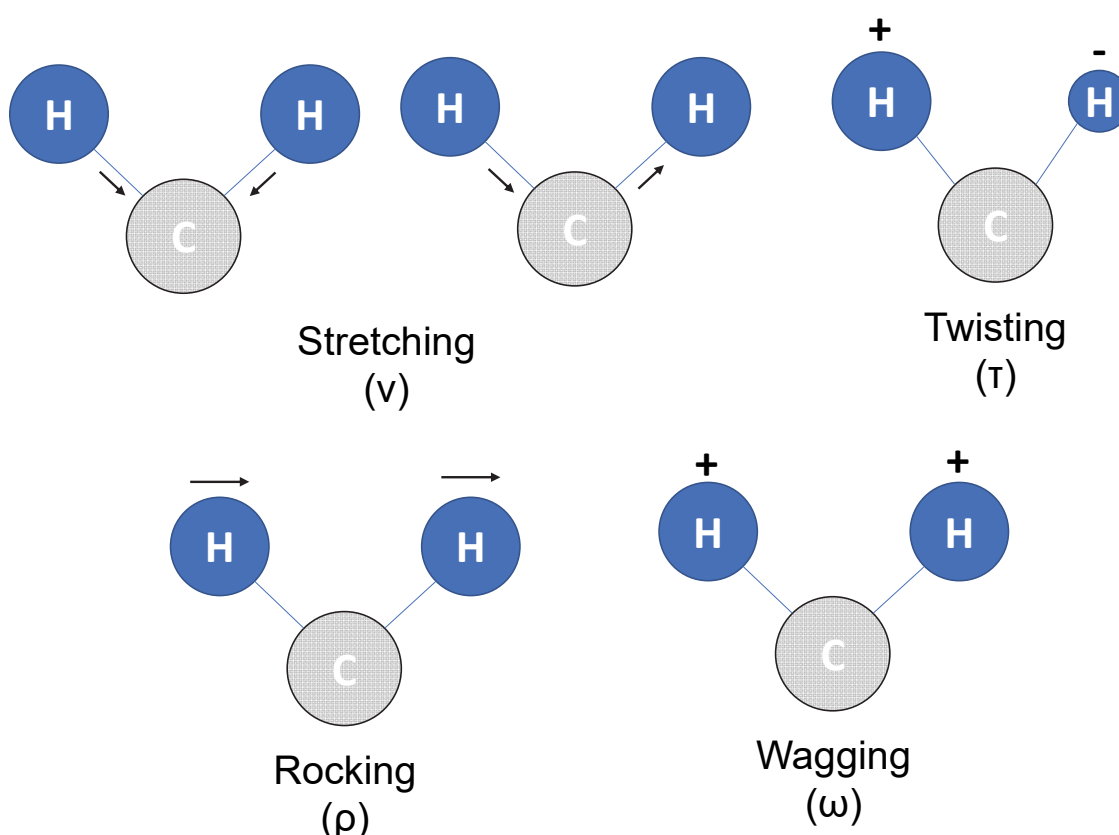 +
-
H H H H H H
C C C
Stretching
(ν)
Twisting
(τ)
+ +
H H H H
C C
Rocking
(ρ)
Wagging
(ω)